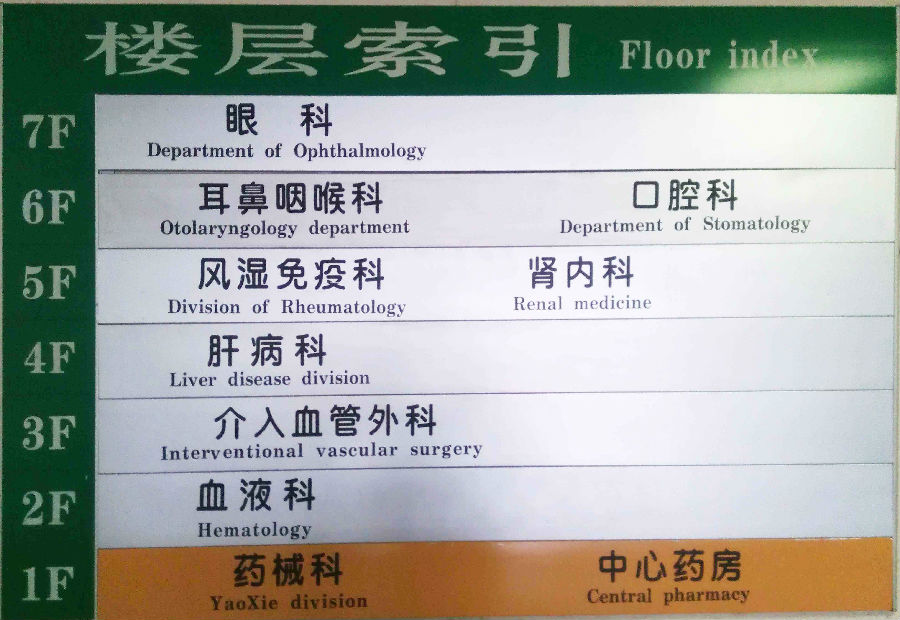 楼层索引 Floor index
7F 眼 科
Department of Ophthalmology
6F 耳鼻咽喉科 口腔科
Otolaryngology department Department of Stomatology
5F 风湿免疫科 肾内科
Division of Rheumatology Renal medicine
4F 肝病科
Liver disease division
3F 介入血管外科
Interventional vascular surgery
2F 血液科
Hematology
1F 药械科 中心药房
YaoXie division Central pharmacy